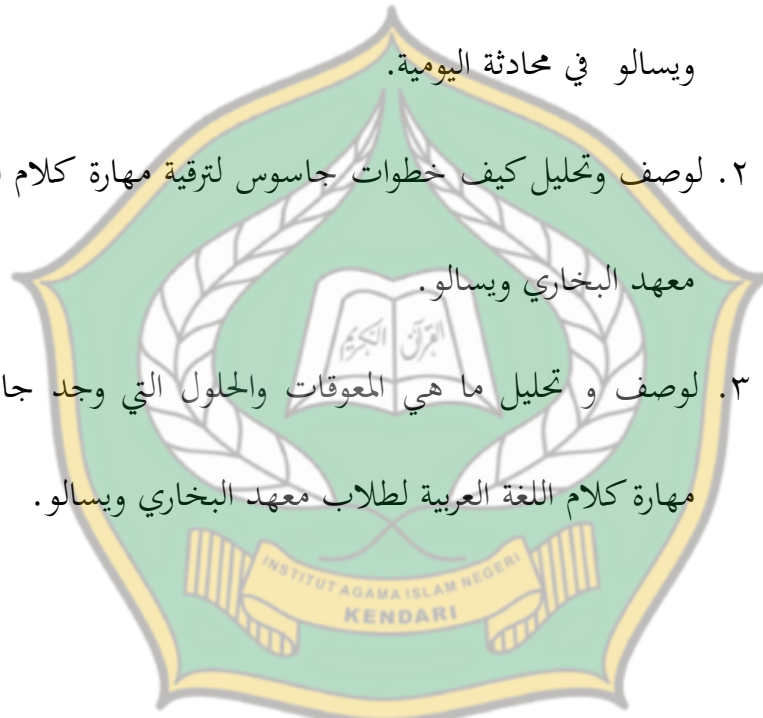 ويسالو في محادثة اليومية.
٢. لوصف وتحليل كيف خطوات جاسوس لترقية مهارة كلام
معهد البخاري ويسالو.
القرآن الكريم
٣. لوصف و تحليل ما هي المعوقات والحلول التي وجد
مهارة كلام اللغة العربية لطلاب معهد البخاري ويسالو.
INSTITUT AGAMA ISLAM NEGERI
KENDARI